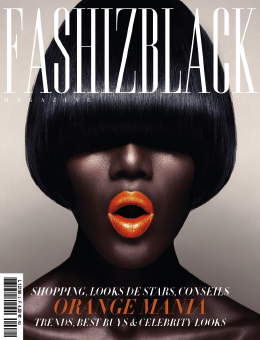 FASHIZBLACK
MAGAZINE
SHOPPING, LOOKS DE STARS, CONSEILS
ORANGE MANIA
TRENDS, BEST BUYS & CELEBRITY LOOKS